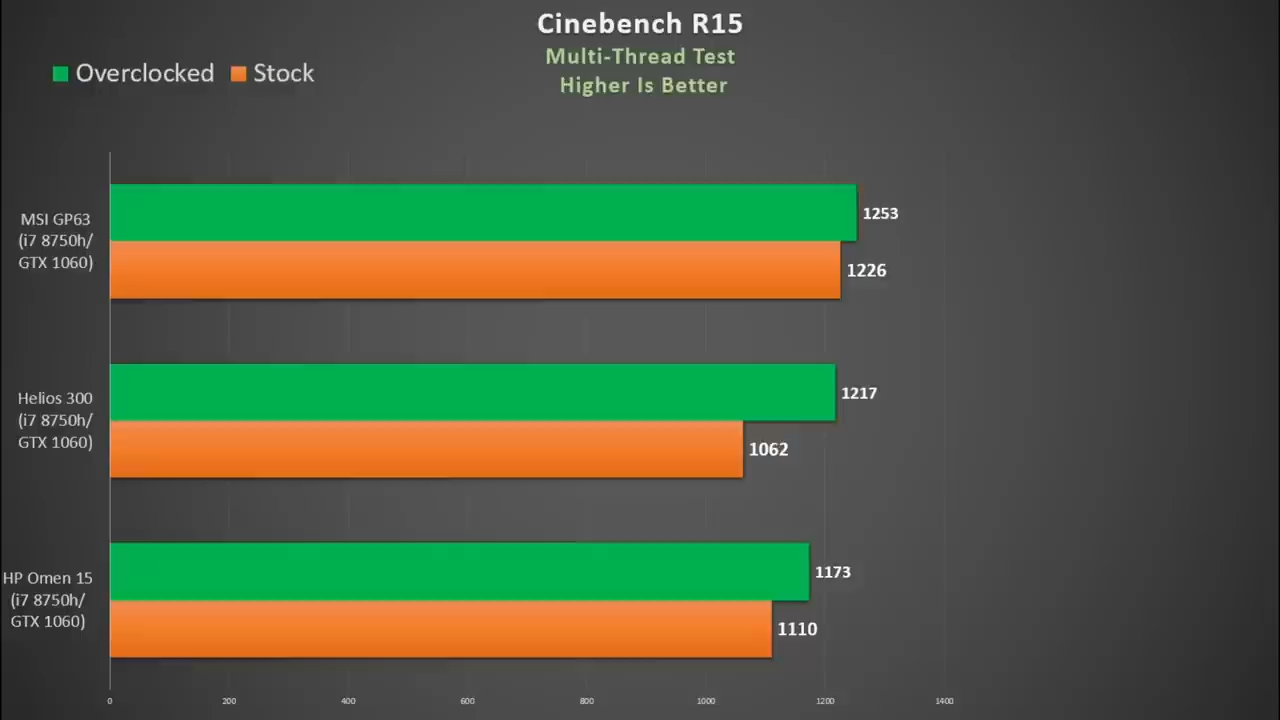 Cinebench R15
Multi-Thread Test
Higher Is Better
Overclocked
Stock
MSI GP63
(i7 8750h/
GTX 1060)
1253
1226
Helios 300
(i7 8750h/
GTX 1060)
1217
1062
HP Omen 15
(i7 8750h/
GTX 1060)
1173
1110
0 200 400 600 800 1000 1200 1400